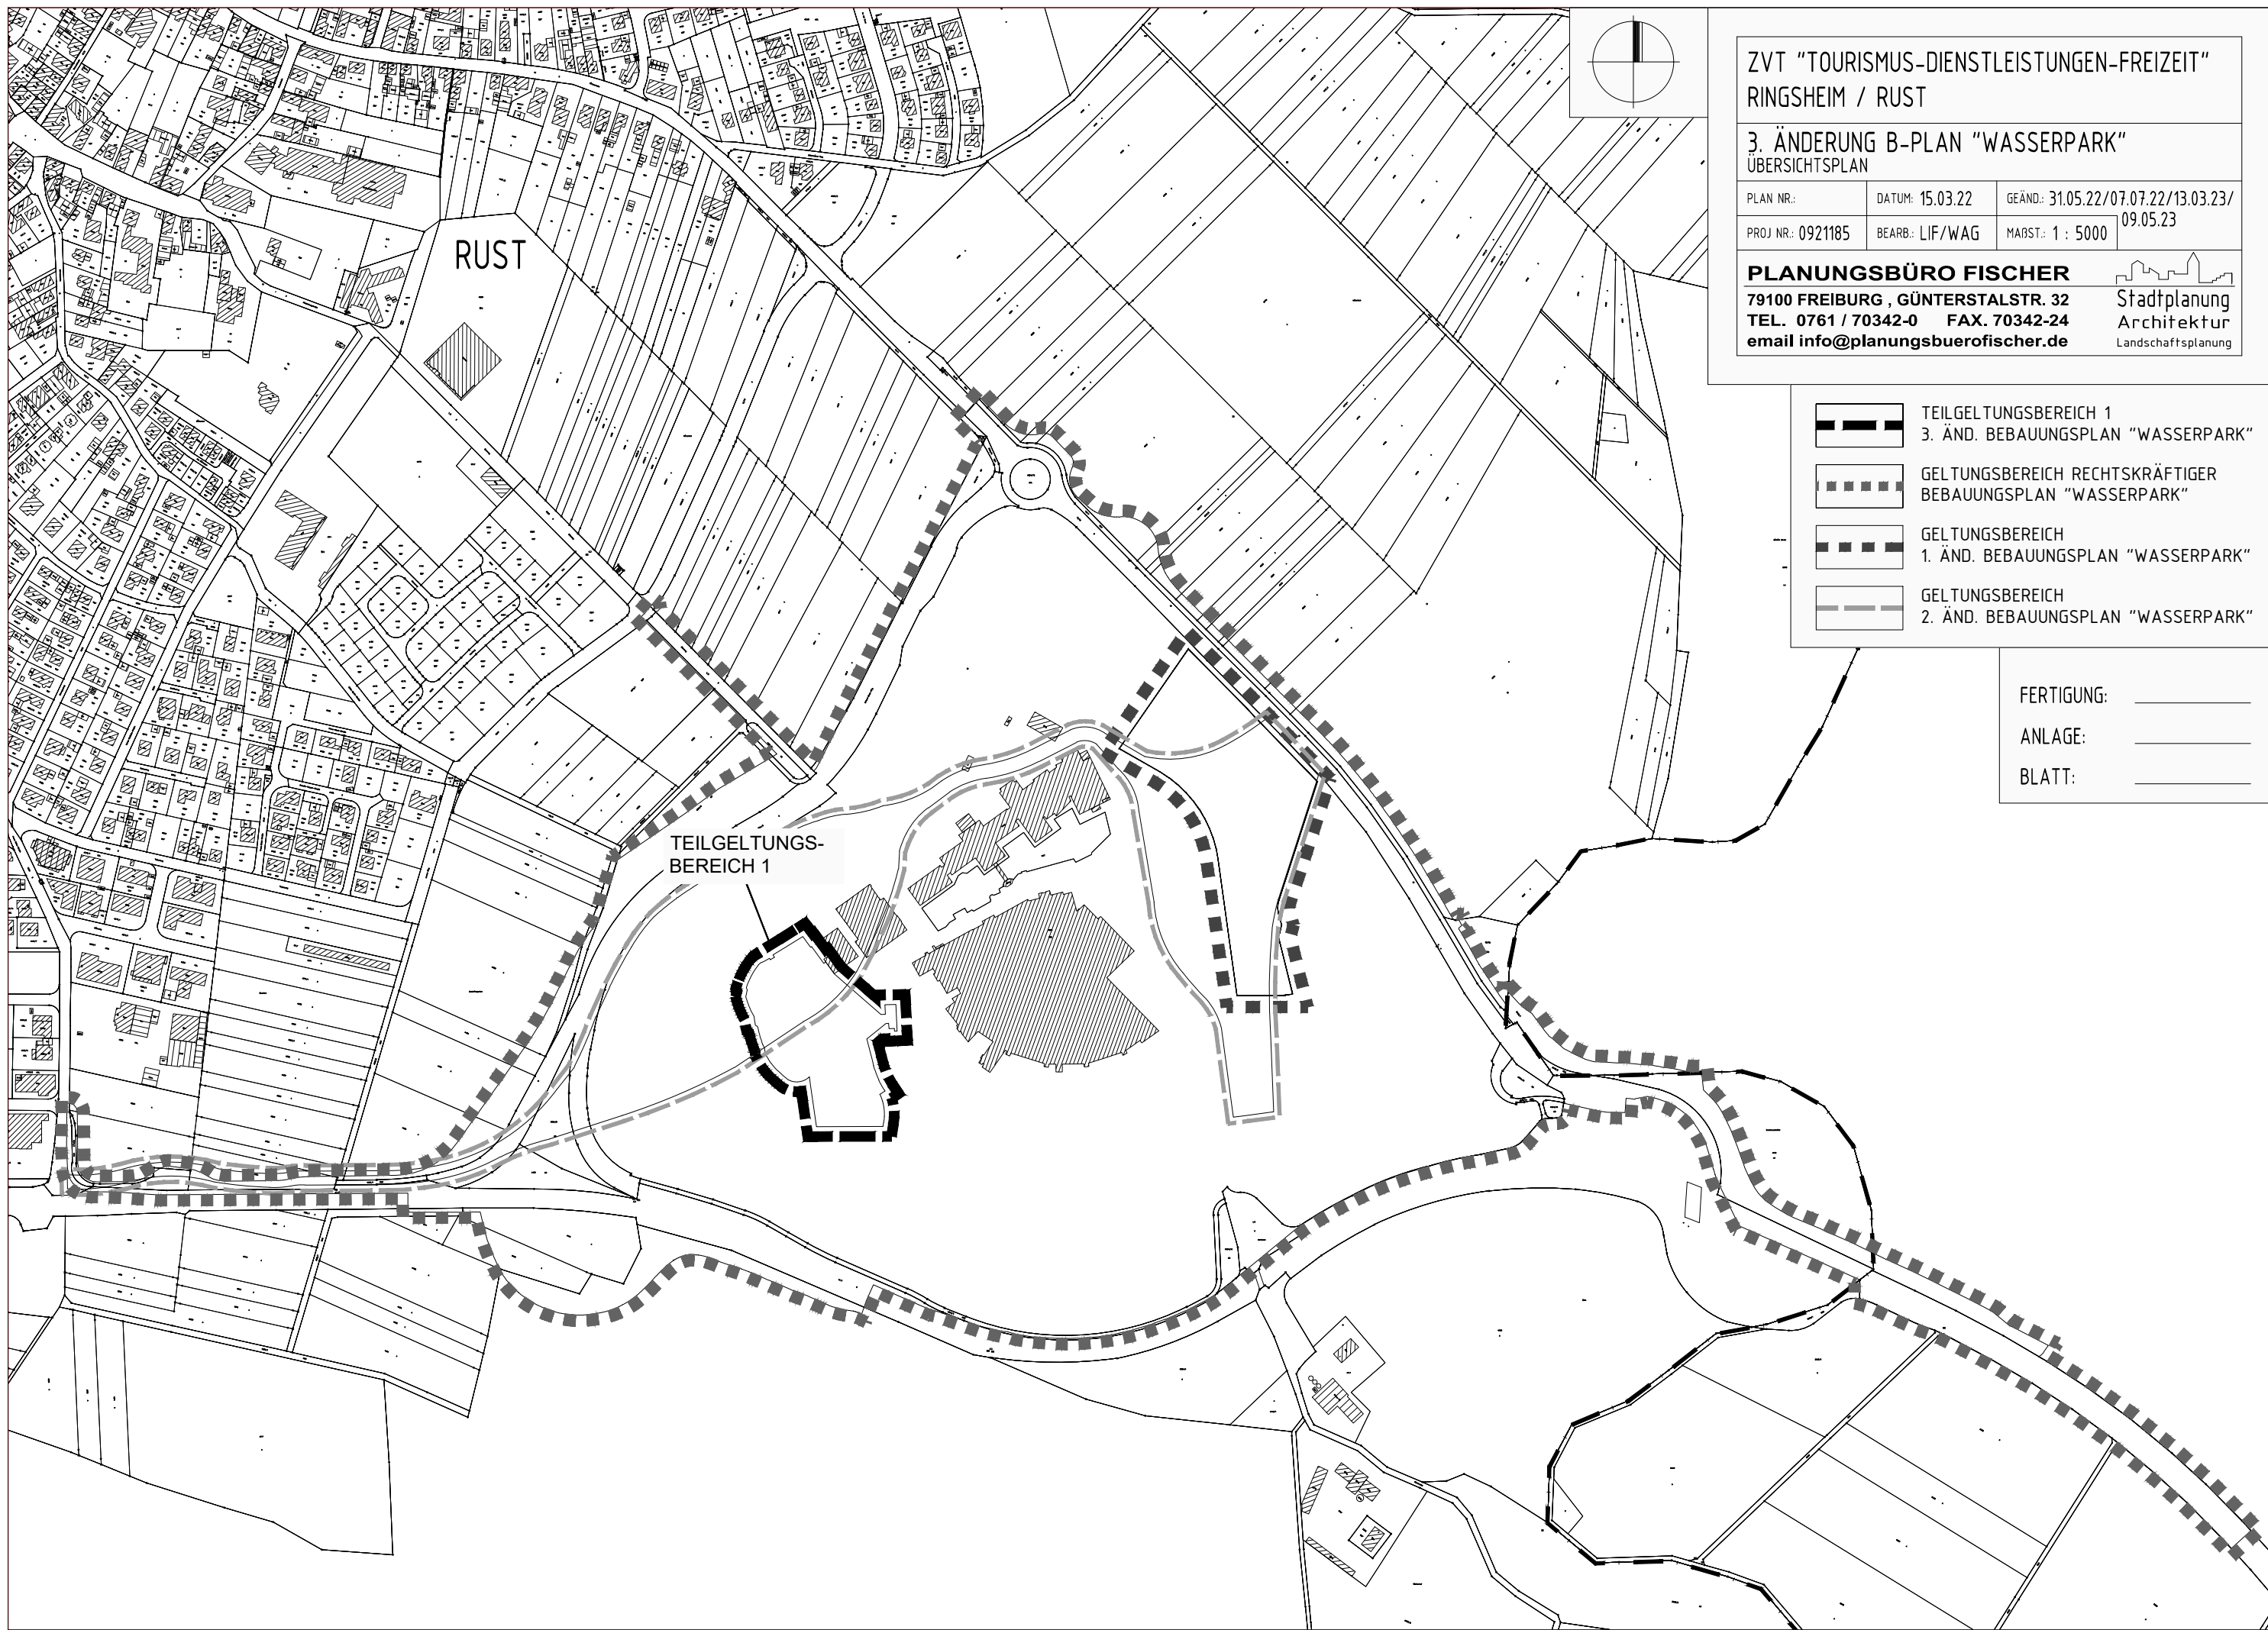 ZVT "TOURISMUS-DIENSTLEISTUNGEN-FREIZEIT"
RINGSHEIM / RUST
3. ÄNDERUNG B-PLAN "WASSERPARK"
ÜBERSICHTSPLAN
PLAN NR.: DATUM: 15.03.22 GEÄND.: 31.05.22/07.07.22/13.03.23/
09.05.23
PROJ NR.: 0921185 BEARB.: LIF/WAG MAßST.: 1 : 5000
PLANUNGSBÜRO FISCHER
79100 FREIBURG , GÜNTERSTALSTR. 32
TEL. 0761 / 70342-0 FAX. 70342-24
email info@planungsbuerofischer.de
Stadtplanung
Architektur
Landschaftsplanung
TEILGELTUNGSBEREICH 1
3. ÄND. BEBAUUNGSPLAN "WASSERPARK"
GELTUNGSBEREICH RECHTSKRÄFTIGER
BEBAUUNGSPLAN "WASSERPARK"
GELTUNGSBEREICH
1. ÄND. BEBAUUNGSPLAN "WASSERPARK"
GELTUNGSBEREICH
2. ÄND. BEBAUUNGSPLAN "WASSERPARK"
FERTIGUNG:
ANLAGE:
BLATT:
RUST
TEILGELTUNGS-
BEREICH 1